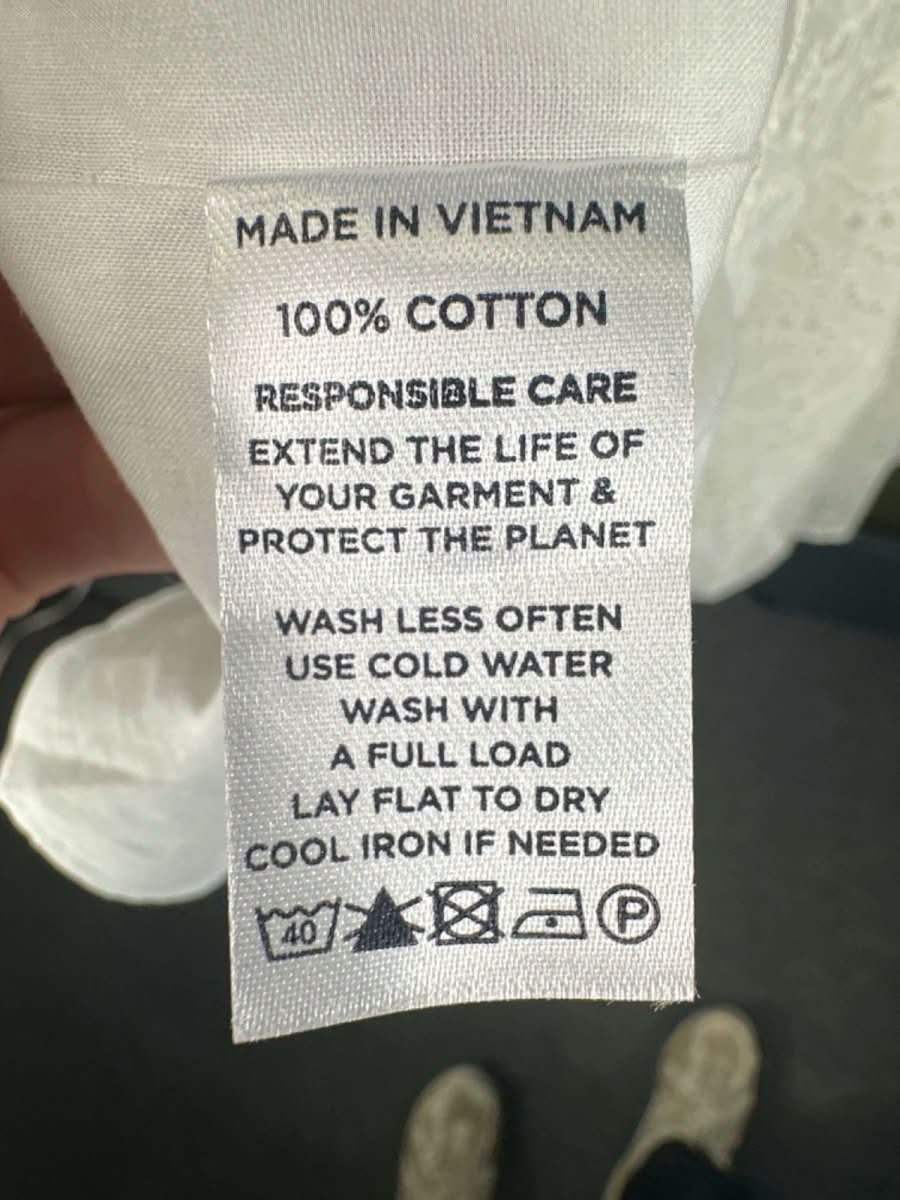 MADE IN VIETNAM
100% COTTON
RESPONSIBLE CARE
EXTEND THE LIFE OF
YOUR GARMENT &
PROTECT THE PLANET
WASH LESS OFTEN
USE COLD WATER
WASH WITH
A FULL LOAD
LAY FLAT TO DRY
COOL IRON IF NEEDED
40 P